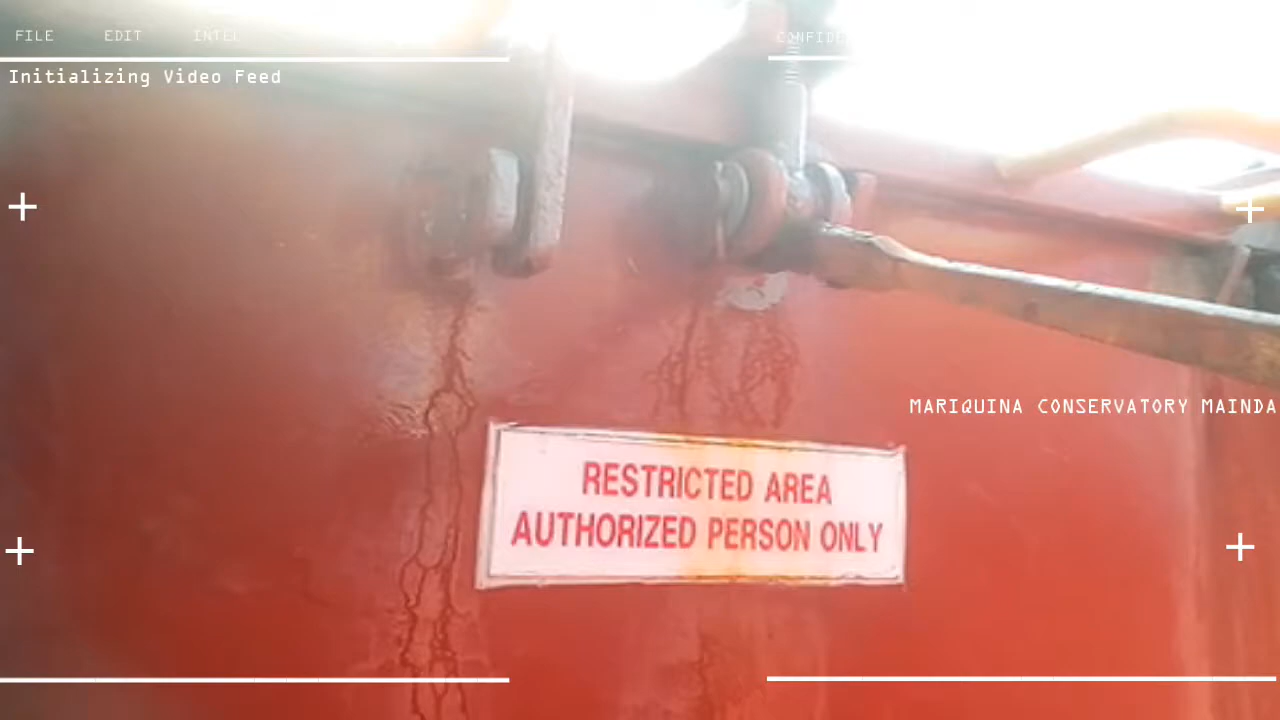 FILE EDIT INTEL
Initializing Video Feed
MARIQUINA CONSERVATORY MAINDA
RESTRICTED AREA
AUTHORIZED PERSON ONLY